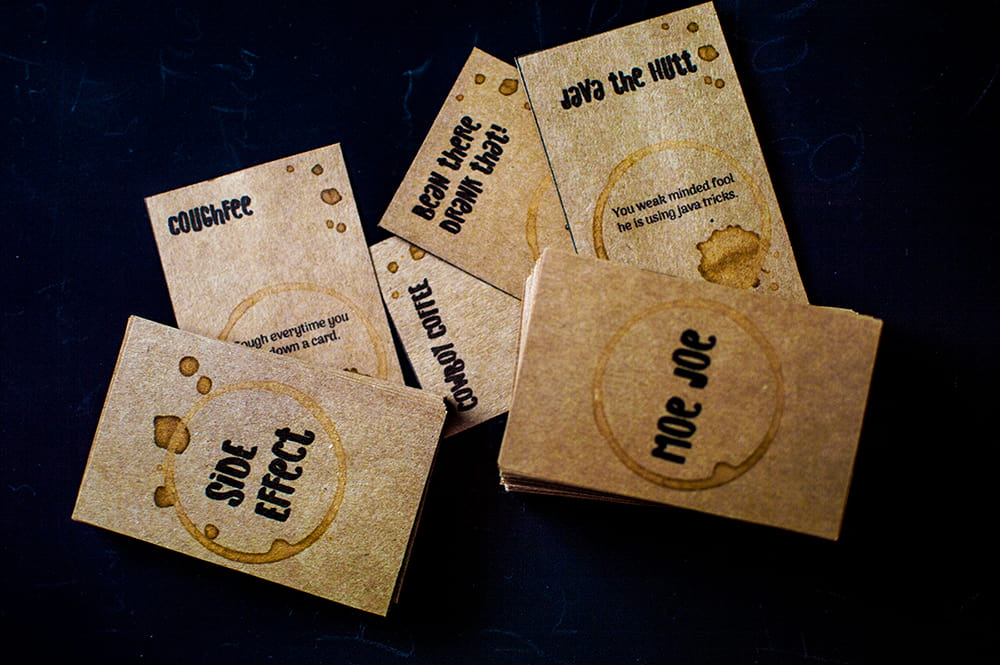 Java the Hutt
You weak minded fool
he is using java tricks.
Bean there
Drank that!
Coughfee
everytime you
down a card.
Cowboy Coffee
Side
Effect
Moe Joe